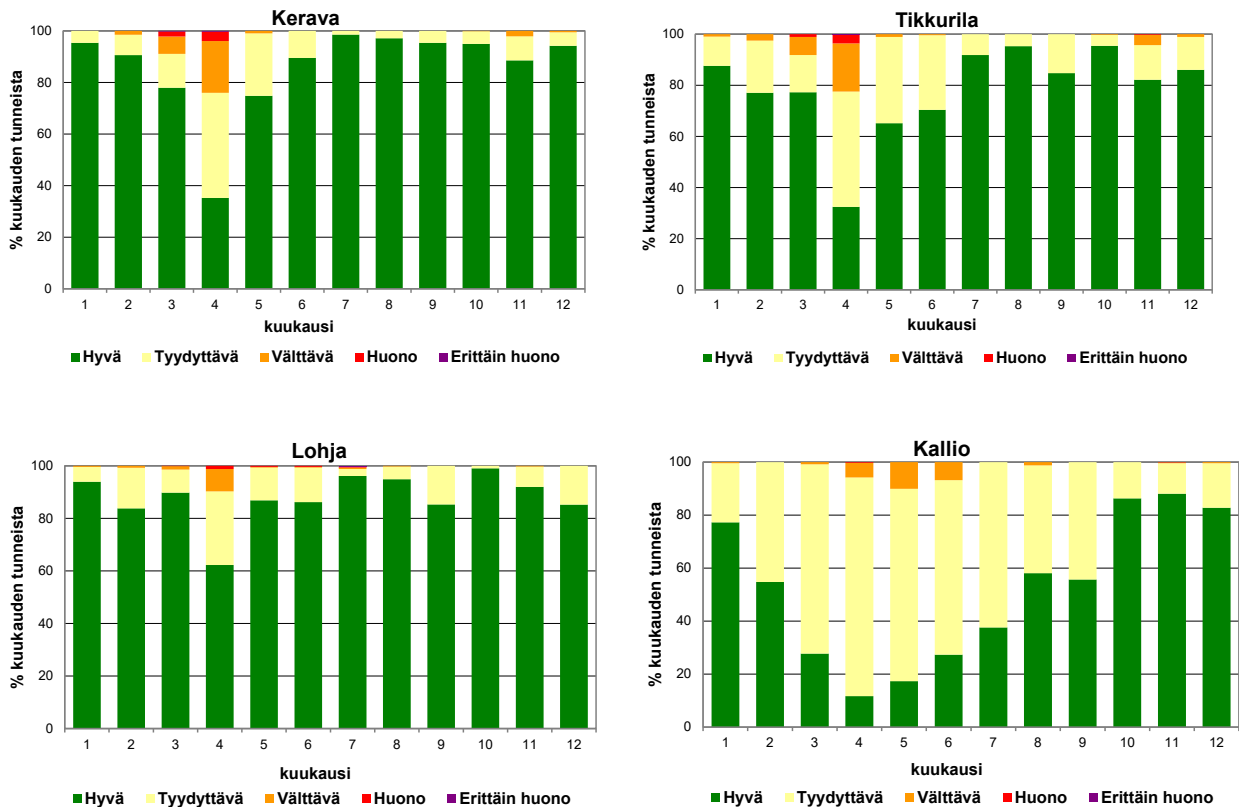 Kerava
% kuukauden tunneista
100
80
60
40
20
0
1 2 3 4 5 6 7 8 9 10 11 12
kuukausi
Hyvä Tyydyttävä Välttävä Huono Erittäin huono
Tikkurila
% kuukauden tunneista
100
80
60
40
20
0
1 2 3 4 5 6 7 8 9 10 11 12
kuukausi
Hyvä Tyydyttävä Välttävä Huono Erittäin huono
Lohja
% kuukauden tunneista
100
80
60
40
20
0
1 2 3 4 5 6 7 8 9 10 11 12
kuukausi
Hyvä Tyydyttävä Välttävä Huono Erittäin huono
Kallio
% kuukauden tunneista
100
80
60
40
20
0
1 2 3 4 5 6 7 8 9 10 11 12
kuukausi
Hyvä Tyydyttävä Välttävä Huono Erittäin huono